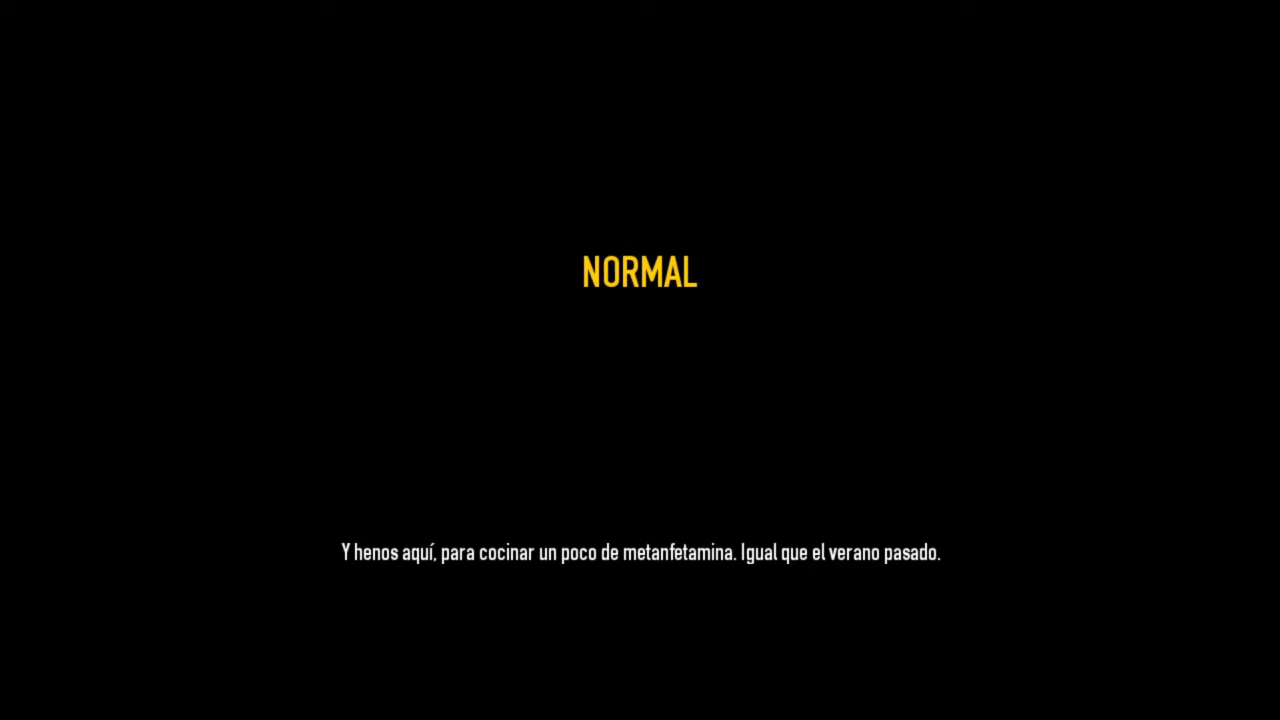 NORMAL
Y henos aquí, para cocinar un poco de metanfetamina. Igual que el verano pasado.